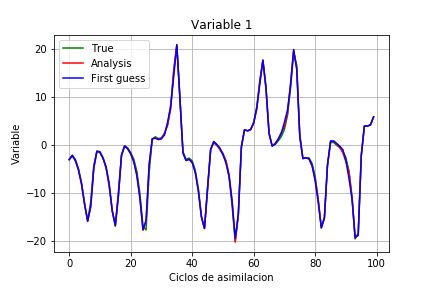 Variable 1
True
Analysis
First guess
Variable
20
10
0
−10
−20
0
20
40
60
80
100
Ciclos de asimilacion